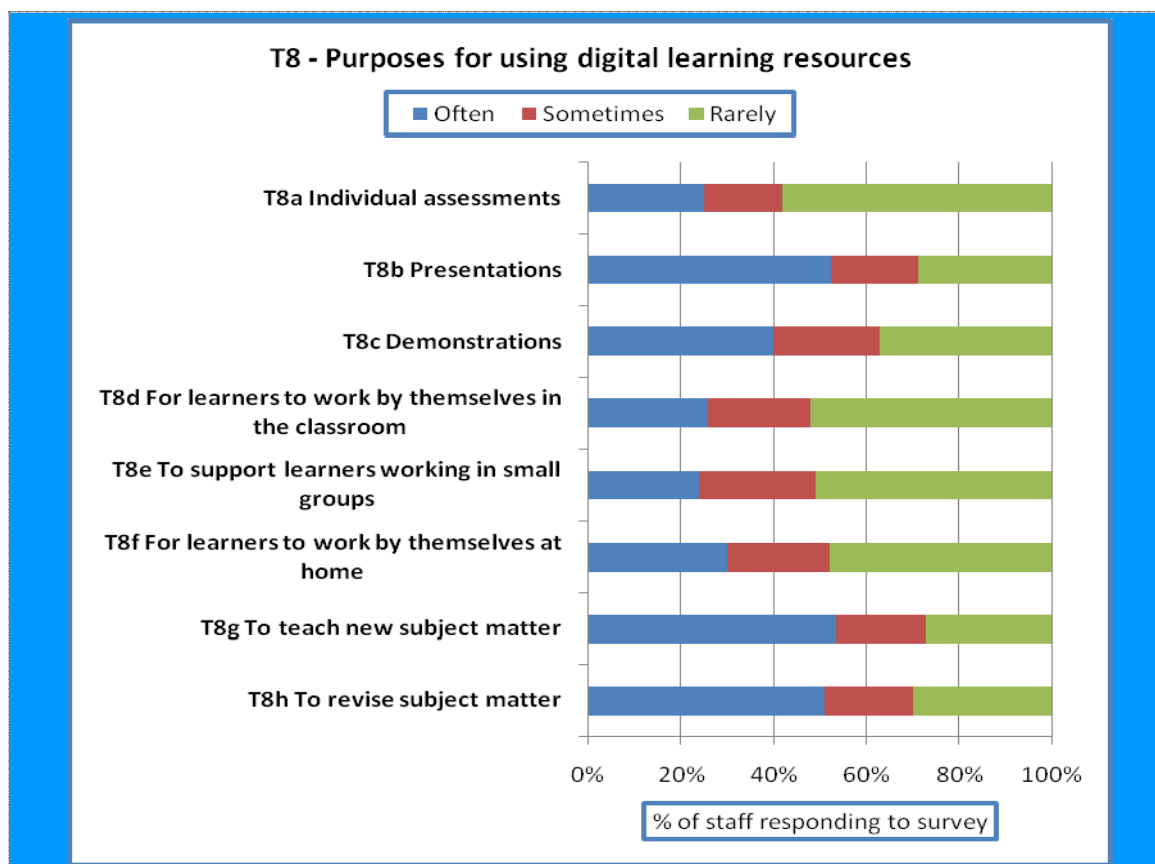 T8 - Purposes for using digital learning resources
Often Sometimes Rarely
T8a Individual assessments
T8b Presentations
T8c Demonstrations
T8d For learners to work by themselves in
the classroom
T8e To support learners working in small
groups
T8f For learners to work by themselves at
home
T8g To teach new subject matter
T8h To revise subject matter
0% 20% 40% 60% 80% 100%
% of staff responding to survey